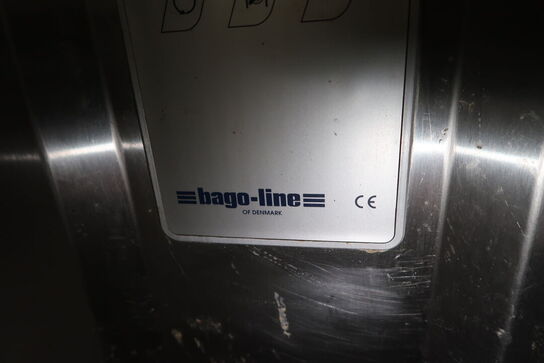 bago-line
OF DENMARK
CE